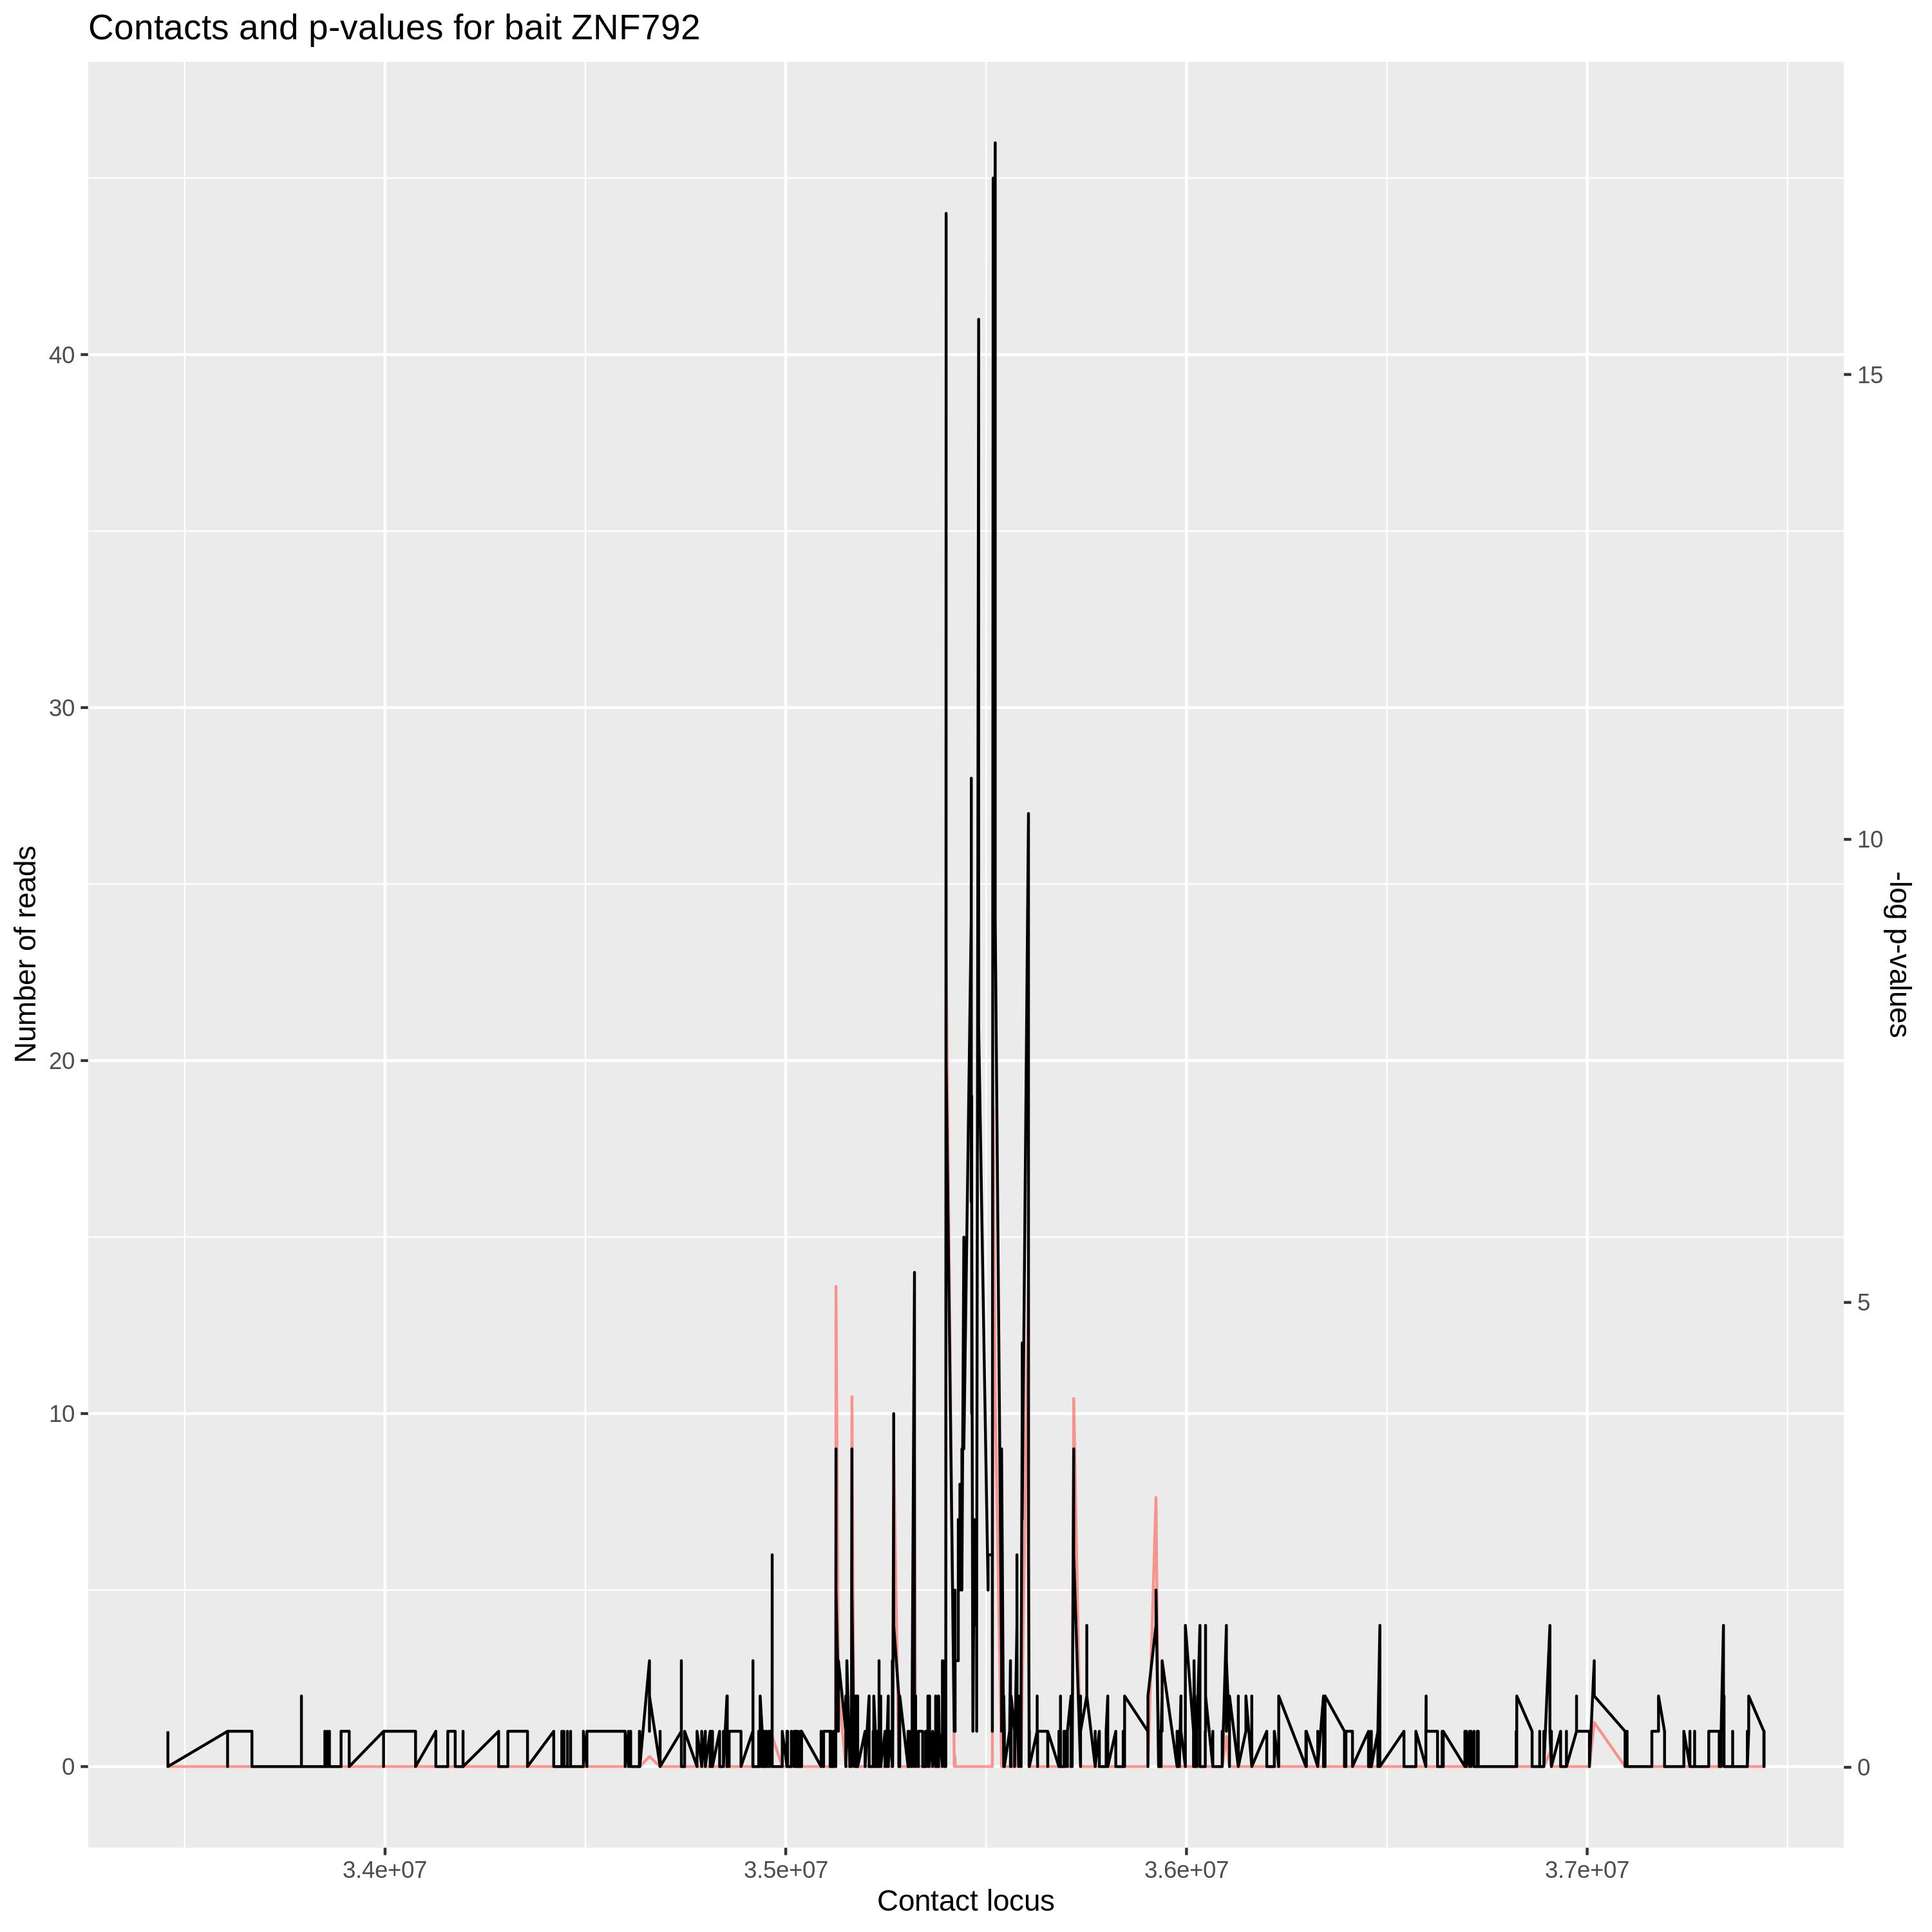 Contacts and p-values for bait ZNF792
40
30
20
10
0
Number of reads
15
10
5
0
-log p-values
3.4e+07 3.5e+07 3.6e+07 3.7e+07
Contact locus